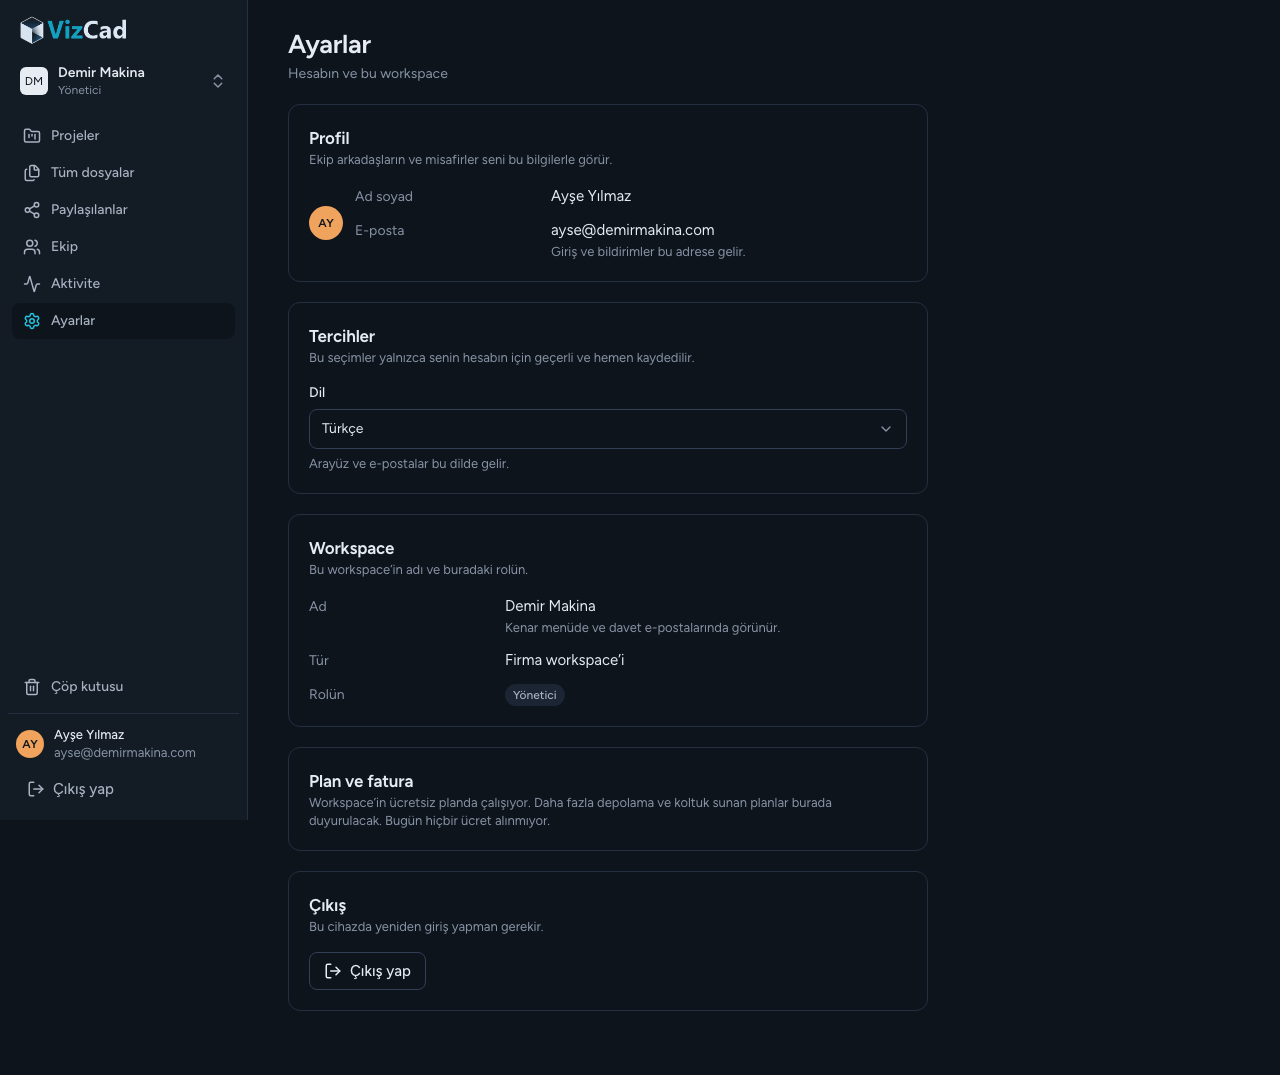 VizCad
DM
Demir Makina
Yönetici
Projeler
Tüm dosyalar
Paylaşılanlar
Ekip
Aktivite
Ayarlar
Çöp kutusu
AY
Ayşe Yılmaz
ayse@demirmakina.com
Çıkış yap
Ayarlar
Hesabın ve bu workspace
Profil
Ekip arkadaşların ve misafirler seni bu bilgilerle görür.
AY
Ad soyad
Ayşe Yılmaz
E-posta
ayse@demirmakina.com
Giriş ve bildirimler bu adrese gelir.
Tercihler
Bu seçimler yalnızca senin hesabın için geçerli ve hemen kaydedilir.
Dil
Türkçe
Arayüz ve e-postalar bu dilde gelir.
Workspace
Bu workspace’in adı ve buradaki rolün.
Ad
Demir Makina
Kenar menüde ve davet e-postalarında görünür.
Tür
Firma workspace’i
Rolün
Yönetici
Plan ve fatura
Workspace’in ücretsiz planda çalışıyor. Daha fazla depolama ve koltuk sunan planlar burada
duyurulacak. Bugün hiçbir ücret alınmıyor.
Çıkış
Bu cihazda yeniden giriş yapman gerekir.
Çıkış yap